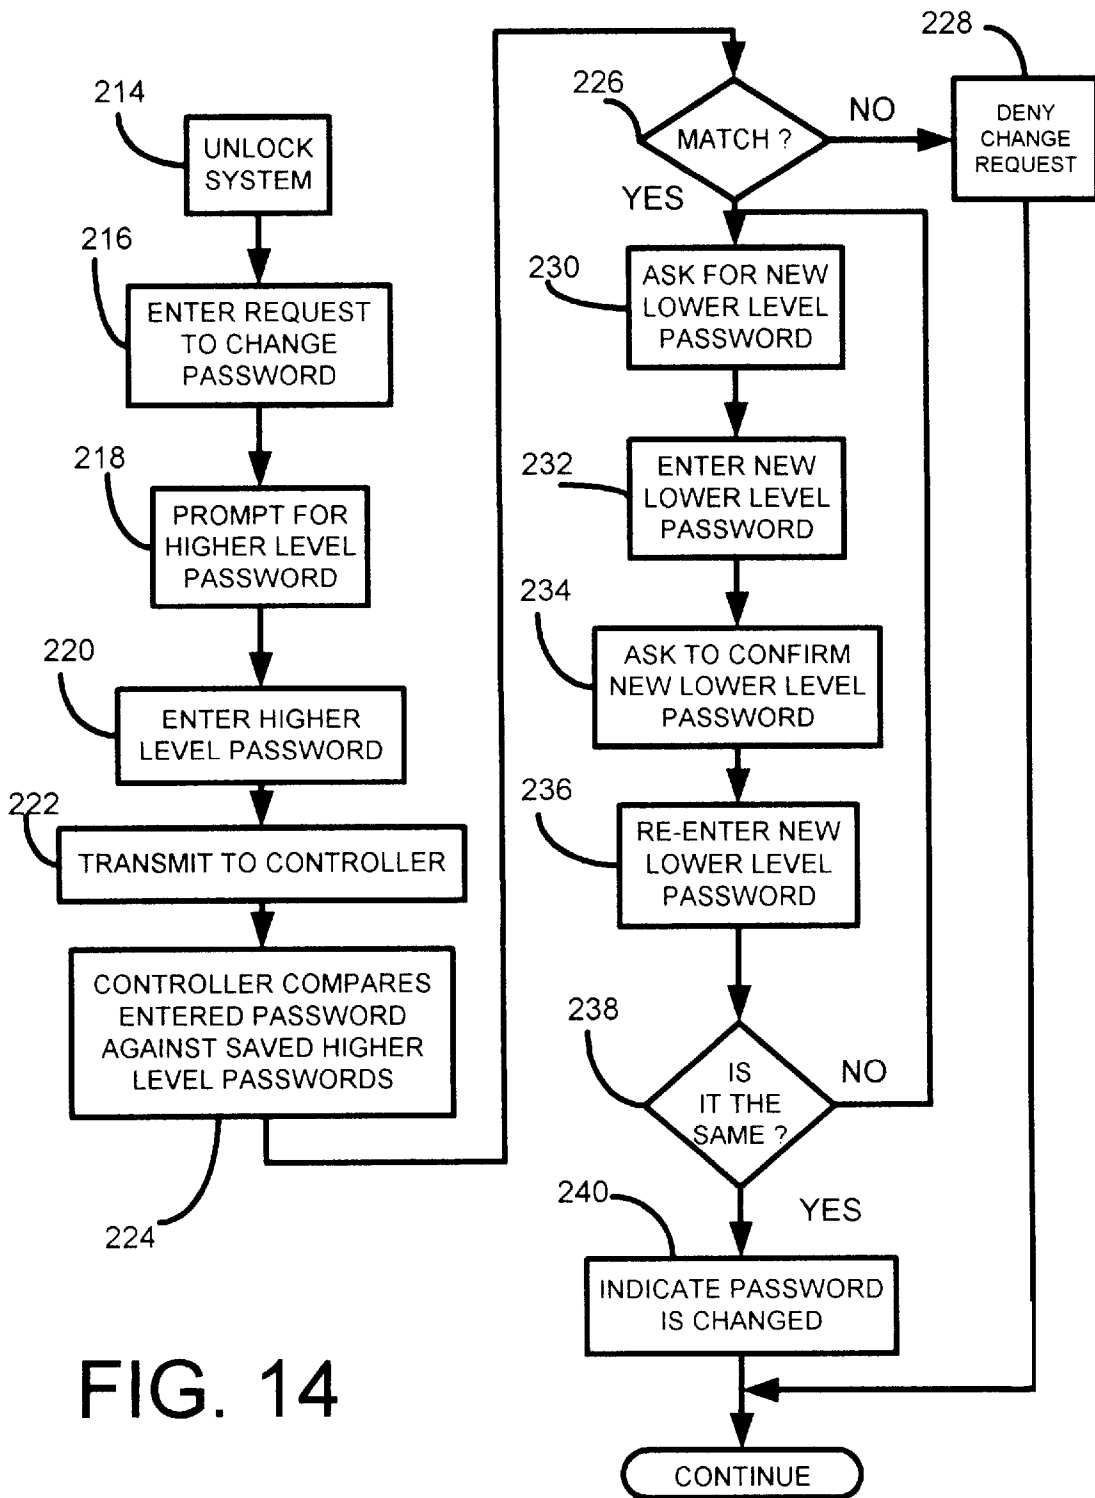 214
UNLOCK
SYSTEM
216
ENTER REQUEST
TO CHANGE
PASSWORD
218
PROMPT FOR
HIGHER LEVEL
PASSWORD
220
ENTER HIGHER
LEVEL PASSWORD
222
TRANSMIT TO CONTROLLER
CONTROLLER COMPARES
ENTERED PASSWORD
AGAINST SAVED HIGHER
LEVEL PASSWORDS
224
226
MATCH ?
NO
228
DENY
CHANGE
REQUEST
YES
230
ASK FOR NEW
LOWER LEVEL
PASSWORD
232
ENTER NEW
LOWER LEVEL
PASSWORD
234
ASK TO CONFIRM
NEW LOWER LEVEL
PASSWORD
236
RE-ENTER NEW
LOWER LEVEL
PASSWORD
238
IS
IT THE
SAME ?
NO
YES
240
INDICATE PASSWORD
IS CHANGED
CONTINUE
FIG. 14